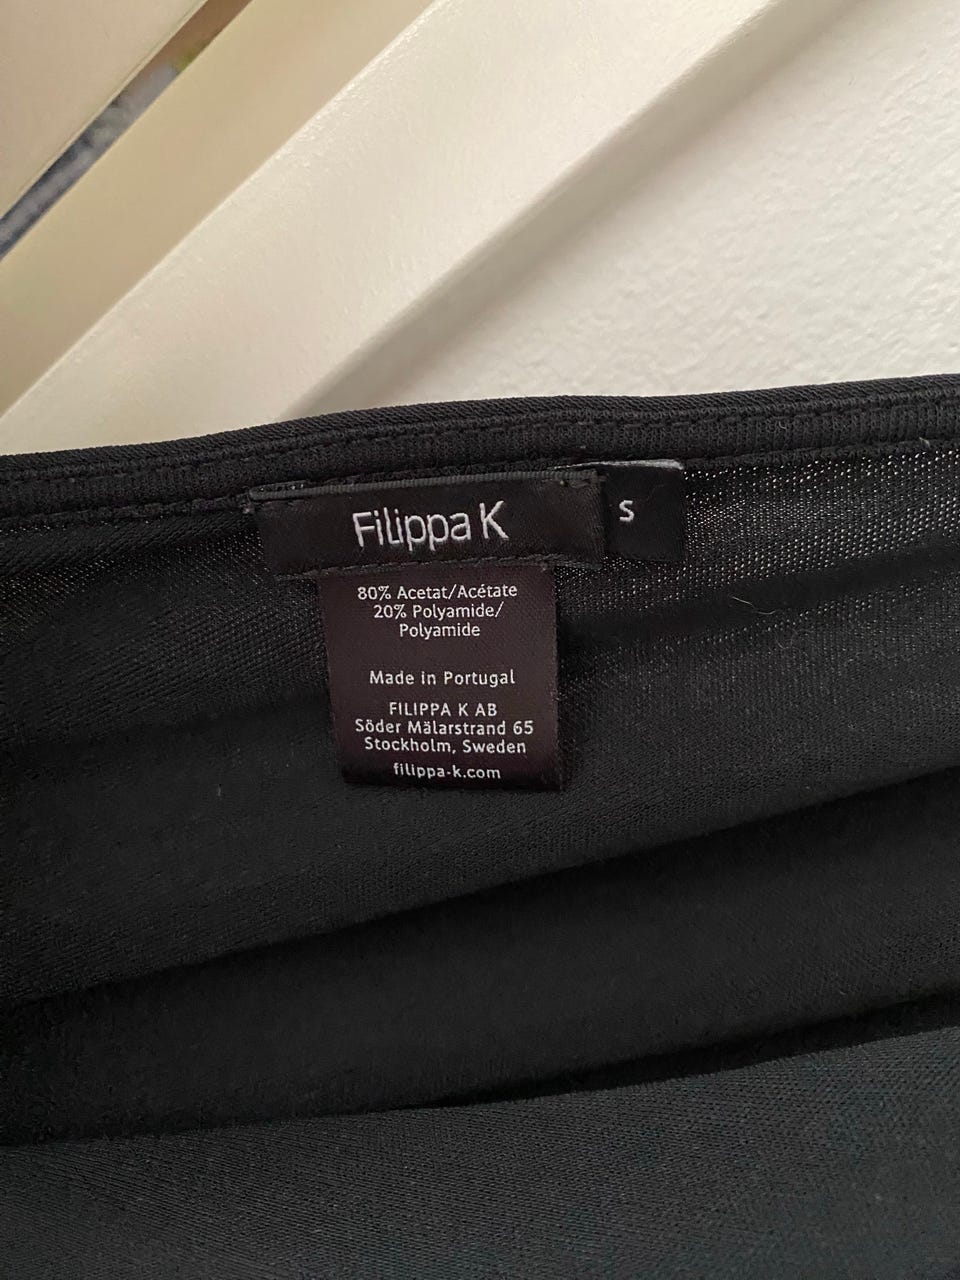 Filippa K
S
80% Acetat/Acétate
20% Polyamide/
Polyamide
Made in Portugal
FILIPPA K AB
Söder Mälarstrand 65
Stockholm, Sweden
filippa-k.com